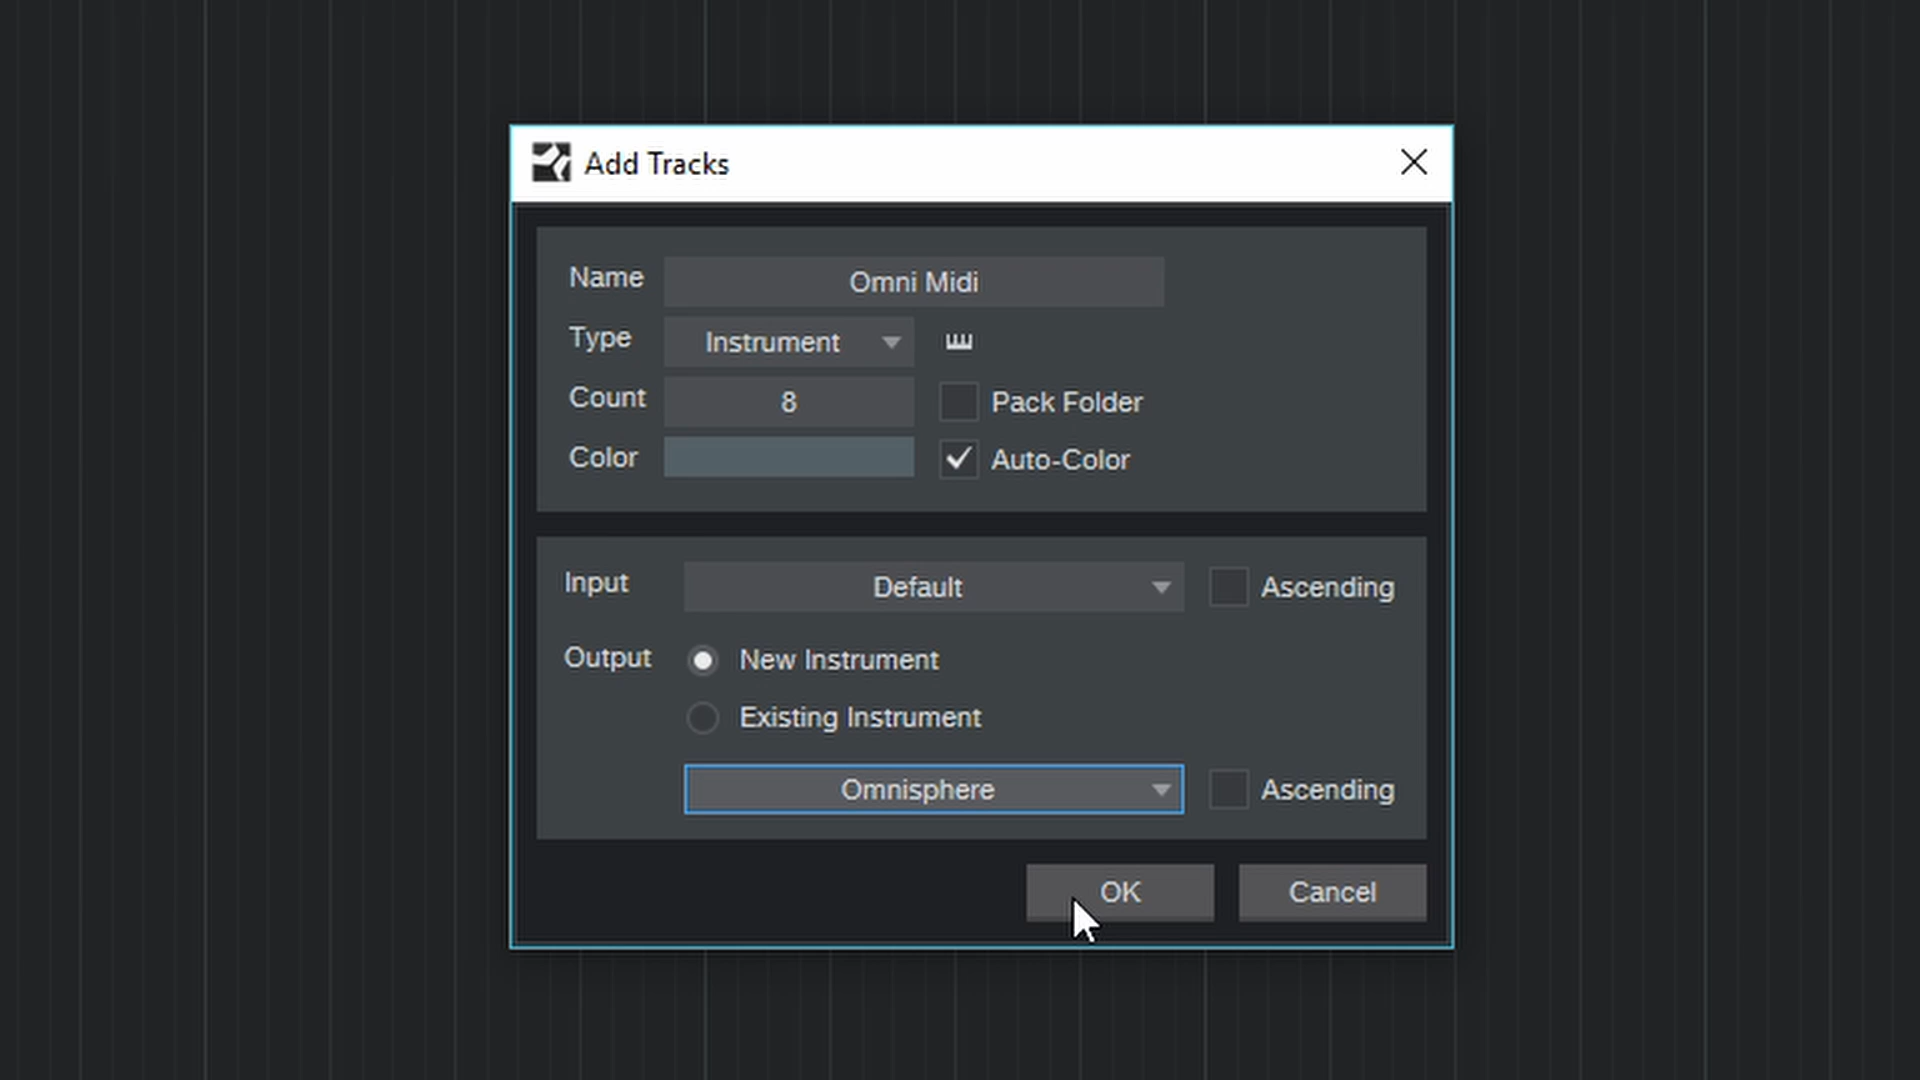 Add Tracks
Name Omni Midi
Type Instrument
Count 8 Pack Folder
Color Auto-Color
Input Default Ascending
Output New Instrument
Existing Instrument
Omnisphere Ascending
OK Cancel